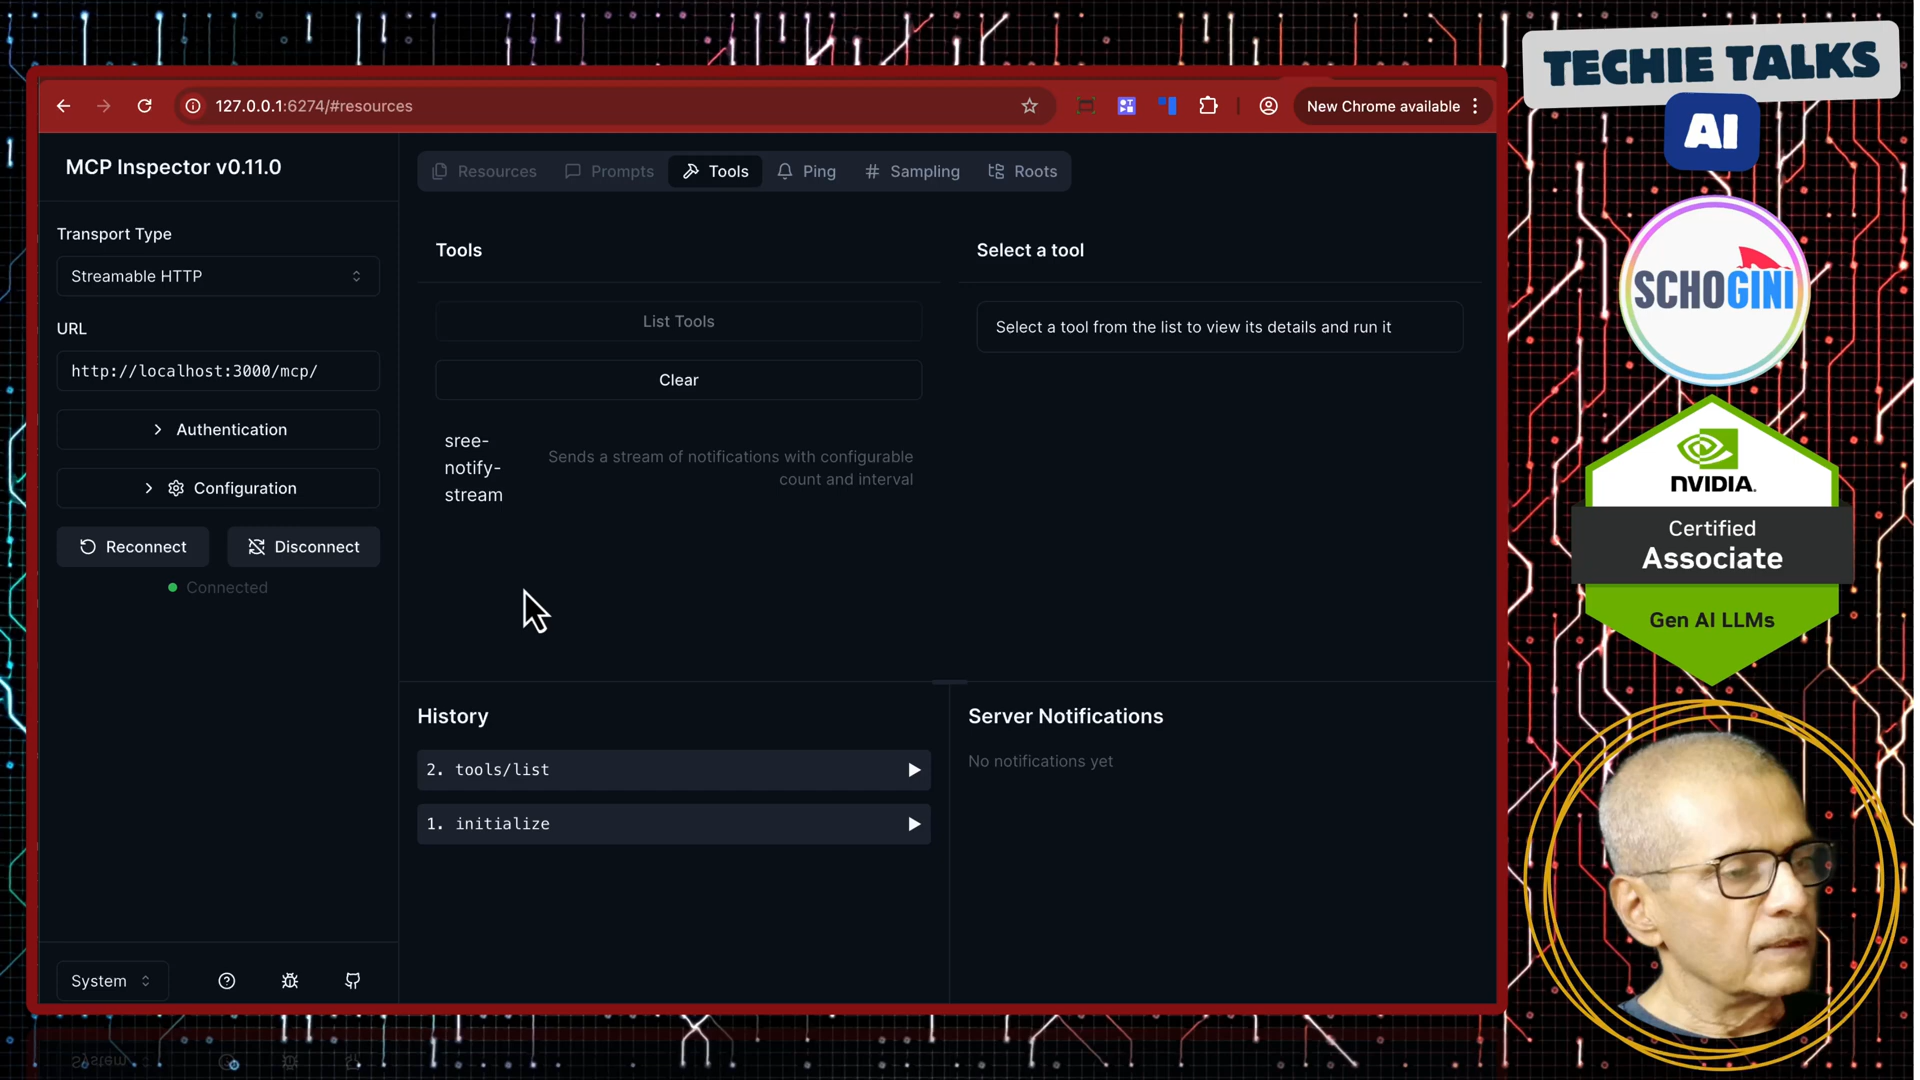 TECHIE TALKS
AI
127.0.0.1:6274/#resources
New Chrome available
MCP Inspector v0.11.0
Resources
Prompts
Tools
Ping
Sampling
Roots
Transport Type
Streamable HTTP
URL
http://localhost:3000/mcp/
Authentication
Configuration
Reconnect
Disconnect
Connected
System
Tools
List Tools
Clear
sree-
notify-
stream
Sends a stream of notifications with configurable
count and interval
Select a tool
Select a tool from the list to view its details and run it
History
2. tools/list
1. initialize
Server Notifications
No notifications yet
SCHOGINI
NVIDIA.
Certified
Associate
Gen AI LLMs
System